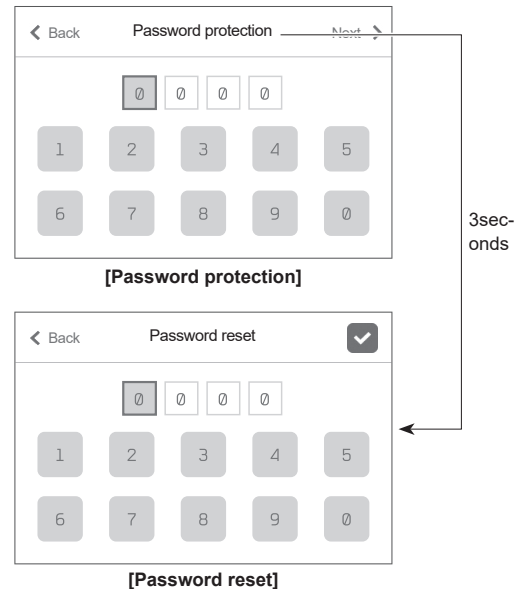 Back Password protection Next
0 0 0 0
1 2 3 4 5
6 7 8 9 0
[Password protection]
3sec-
onds
Back Password reset
0 0 0 0
1 2 3 4 5
6 7 8 9 0
[Password reset]